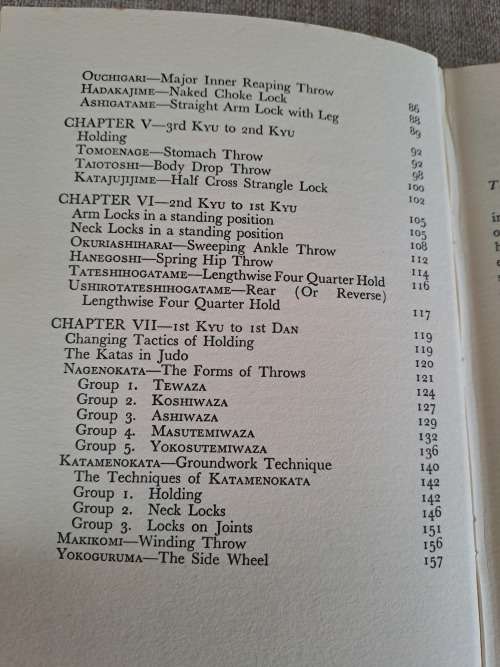 OUCHIGARI—Major Inner Reaping Throw 86
HADAKAJIME—Naked Choke Lock 88
ASHIGATAME—Straight Arm Lock with Leg 89
CHAPTER V—3RD KYU TO 2ND KYU 92
Holding 92
TOMOENAGE—Stomach Throw 98
TAIOTOSHI—Body Drop Throw 100
KATAJUJIJIME—Half Cross Strangle Lock 102
CHAPTER VI—2ND KYU TO 1ST KYU 105
Arm Locks in a standing position 105
Neck Locks in a standing position 108
OKURIASHIHARAI—Sweeping Ankle Throw 112
HANEGOSHI—Spring Hip Throw 114
TATESHIHOGATAME—Lengthwise Four Quarter Hold 116
USHIROTATESHIHOGATAME—Rear (Or Reverse)
Lengthwise Four Quarter Hold 117
CHAPTER VII—1ST KYU TO 1ST DAN 119
Changing Tactics of Holding 119
The Katas in Judo 120
NAGENOKATA—The Forms of Throws 121
Group 1. TEWAZA 124
Group 2. KOSHIWAZA 127
Group 3. ASHIWAZA 129
Group 4. MASUTEMIWAZA 132
Group 5. YOKOSUTEMIWAZA 136
KATAMENOKATA—Groundwork Technique 140
The Techniques of KATAMENOKATA 142
Group 1. Holding 142
Group 2. Neck Locks 146
Group 3. Locks on Joints 151
MAKIKOMI—Winding Throw 156
YOKOGURUMA—The Side Wheel 157